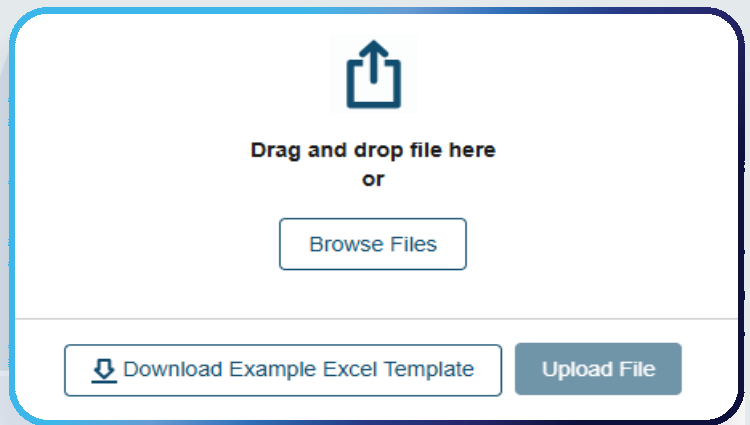 Drag and drop file here
or
Browse Files
Download Example Excel Template
Upload File